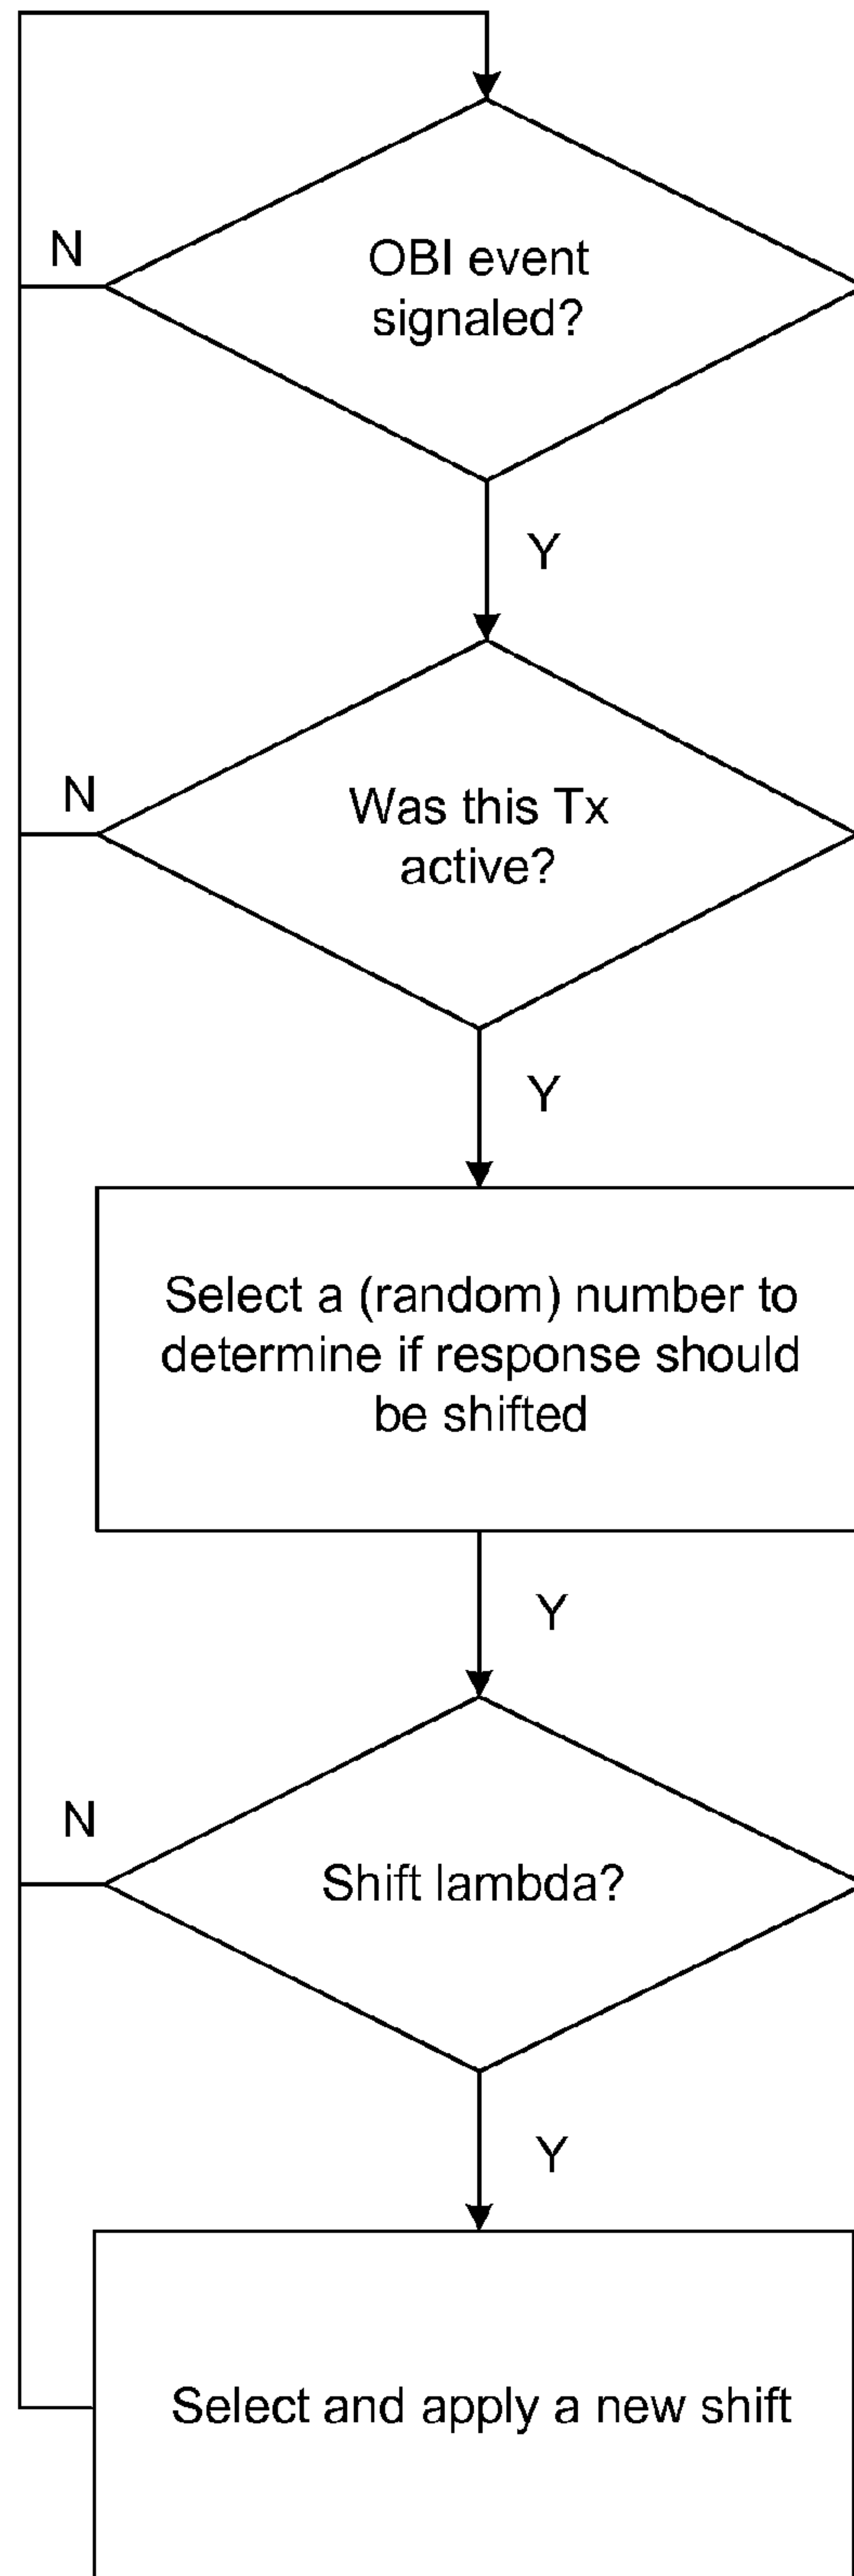 N
OBI event
signaled?
Y
N
Was this Tx
active?
Y
Select a (random) number to
determine if response should
be shifted
Y
N
Shift lambda?
Y
Select and apply a new shift